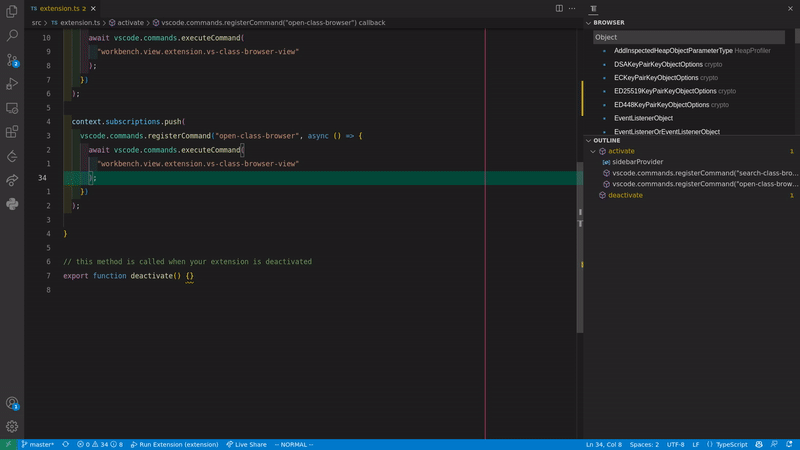 TS extension.ts 2
src > TS extension.ts > activate > vscode.commands.registerCommand("open-class-browser") callback
10 await vscode.commands.executeCommand(
9 "workbench.view.extension.vs-class-browser-view"
8 );
7 })
6 );
5
4 context.subscriptions.push(
3 vscode.commands.registerCommand("open-class-browser", async () => {
2 await vscode.commands.executeCommand(
1 "workbench.view.extension.vs-class-browser-view"
34 );
1 })
2 );
3
4 }
5
6 // this method is called when your extension is deactivated
7 export function deactivate() {}
8
BROWSER
Object
AddInspectedHeapObjectParameterType HeapProfiler
DSAKeyPairKeyObjectOptions crypto
ECKeyPairKeyObjectOptions crypto
ED25519KeyPairKeyObjectOptions crypto
ED448KeyPairKeyObjectOptions crypto
EventListenerObject
EventListenerOrEventListenerObject
OUTLINE
activate 1
sidebarProvider
vscode.commands.registerCommand("search-class-bro...
vscode.commands.registerCommand("open-class-brow...
deactivate 1
2
1
master* 0 34 8 Run Extension (extension) Live Share -- NORMAL -- Ln 34, Col 8 Spaces: 2 UTF-8 LF TypeScript